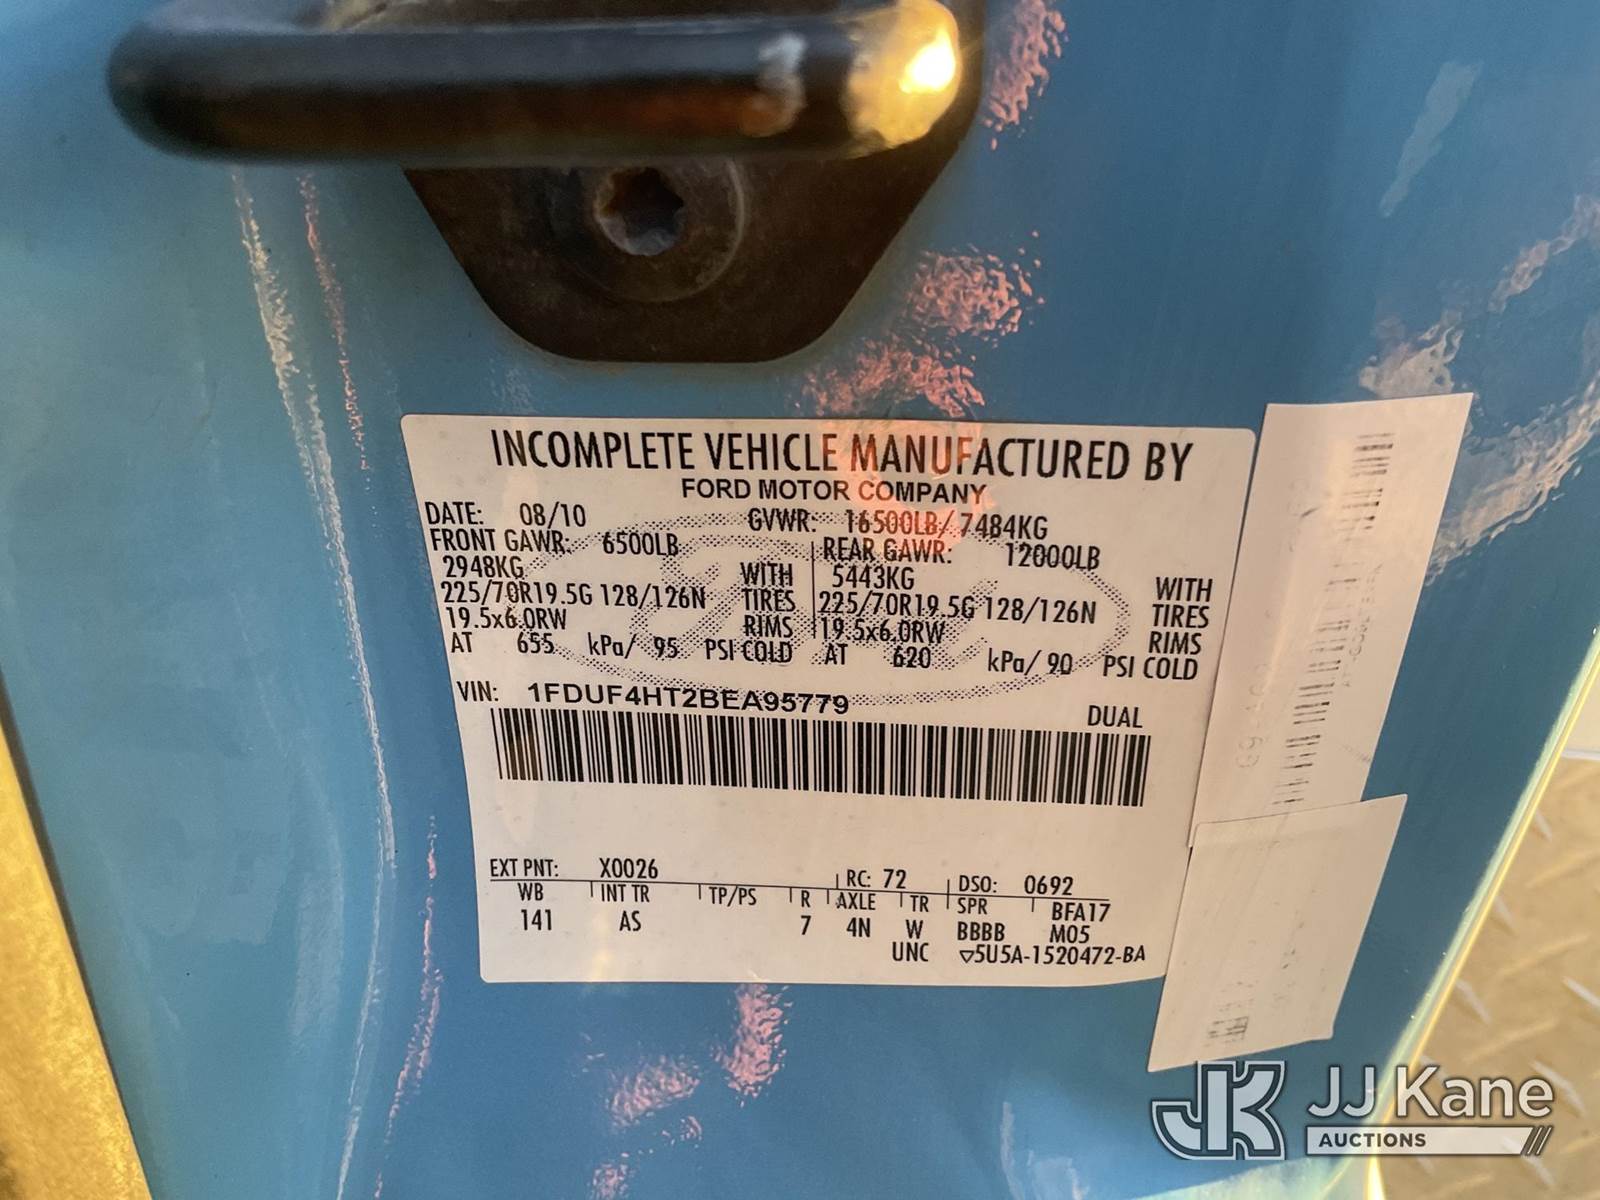 INCOMPLETE VEHICLE MANUFACTURED BY
FORD MOTOR COMPANY
DATE: 08/10 GVWR: 16500LB/ 7484KG
FRONT GAWR: 6500LB REAR GAWR: 12000LB
2948KG WITH 5443KG WITH
225/70R19.5G 128/126N TIRES 225/70R19.5G 128/126N TIRES
19.5x6.0RW RIMS 19.5x6.0RW RIMS
AT 655 kPa/ 95 PSI COLD AT 620 kPa/ 90 PSI COLD
VIN: 1FDUF4HT2BEA95779
DUAL
EXT PNT: X0026 RC: 72 DSO: 0692
WB INT TR TP/PS R AXLE TR SPR BFA17
141 AS 7 4N W BBBB M05
UNC ▽5U5A-1520472-BA
JK JJ Kane
AUCTIONS